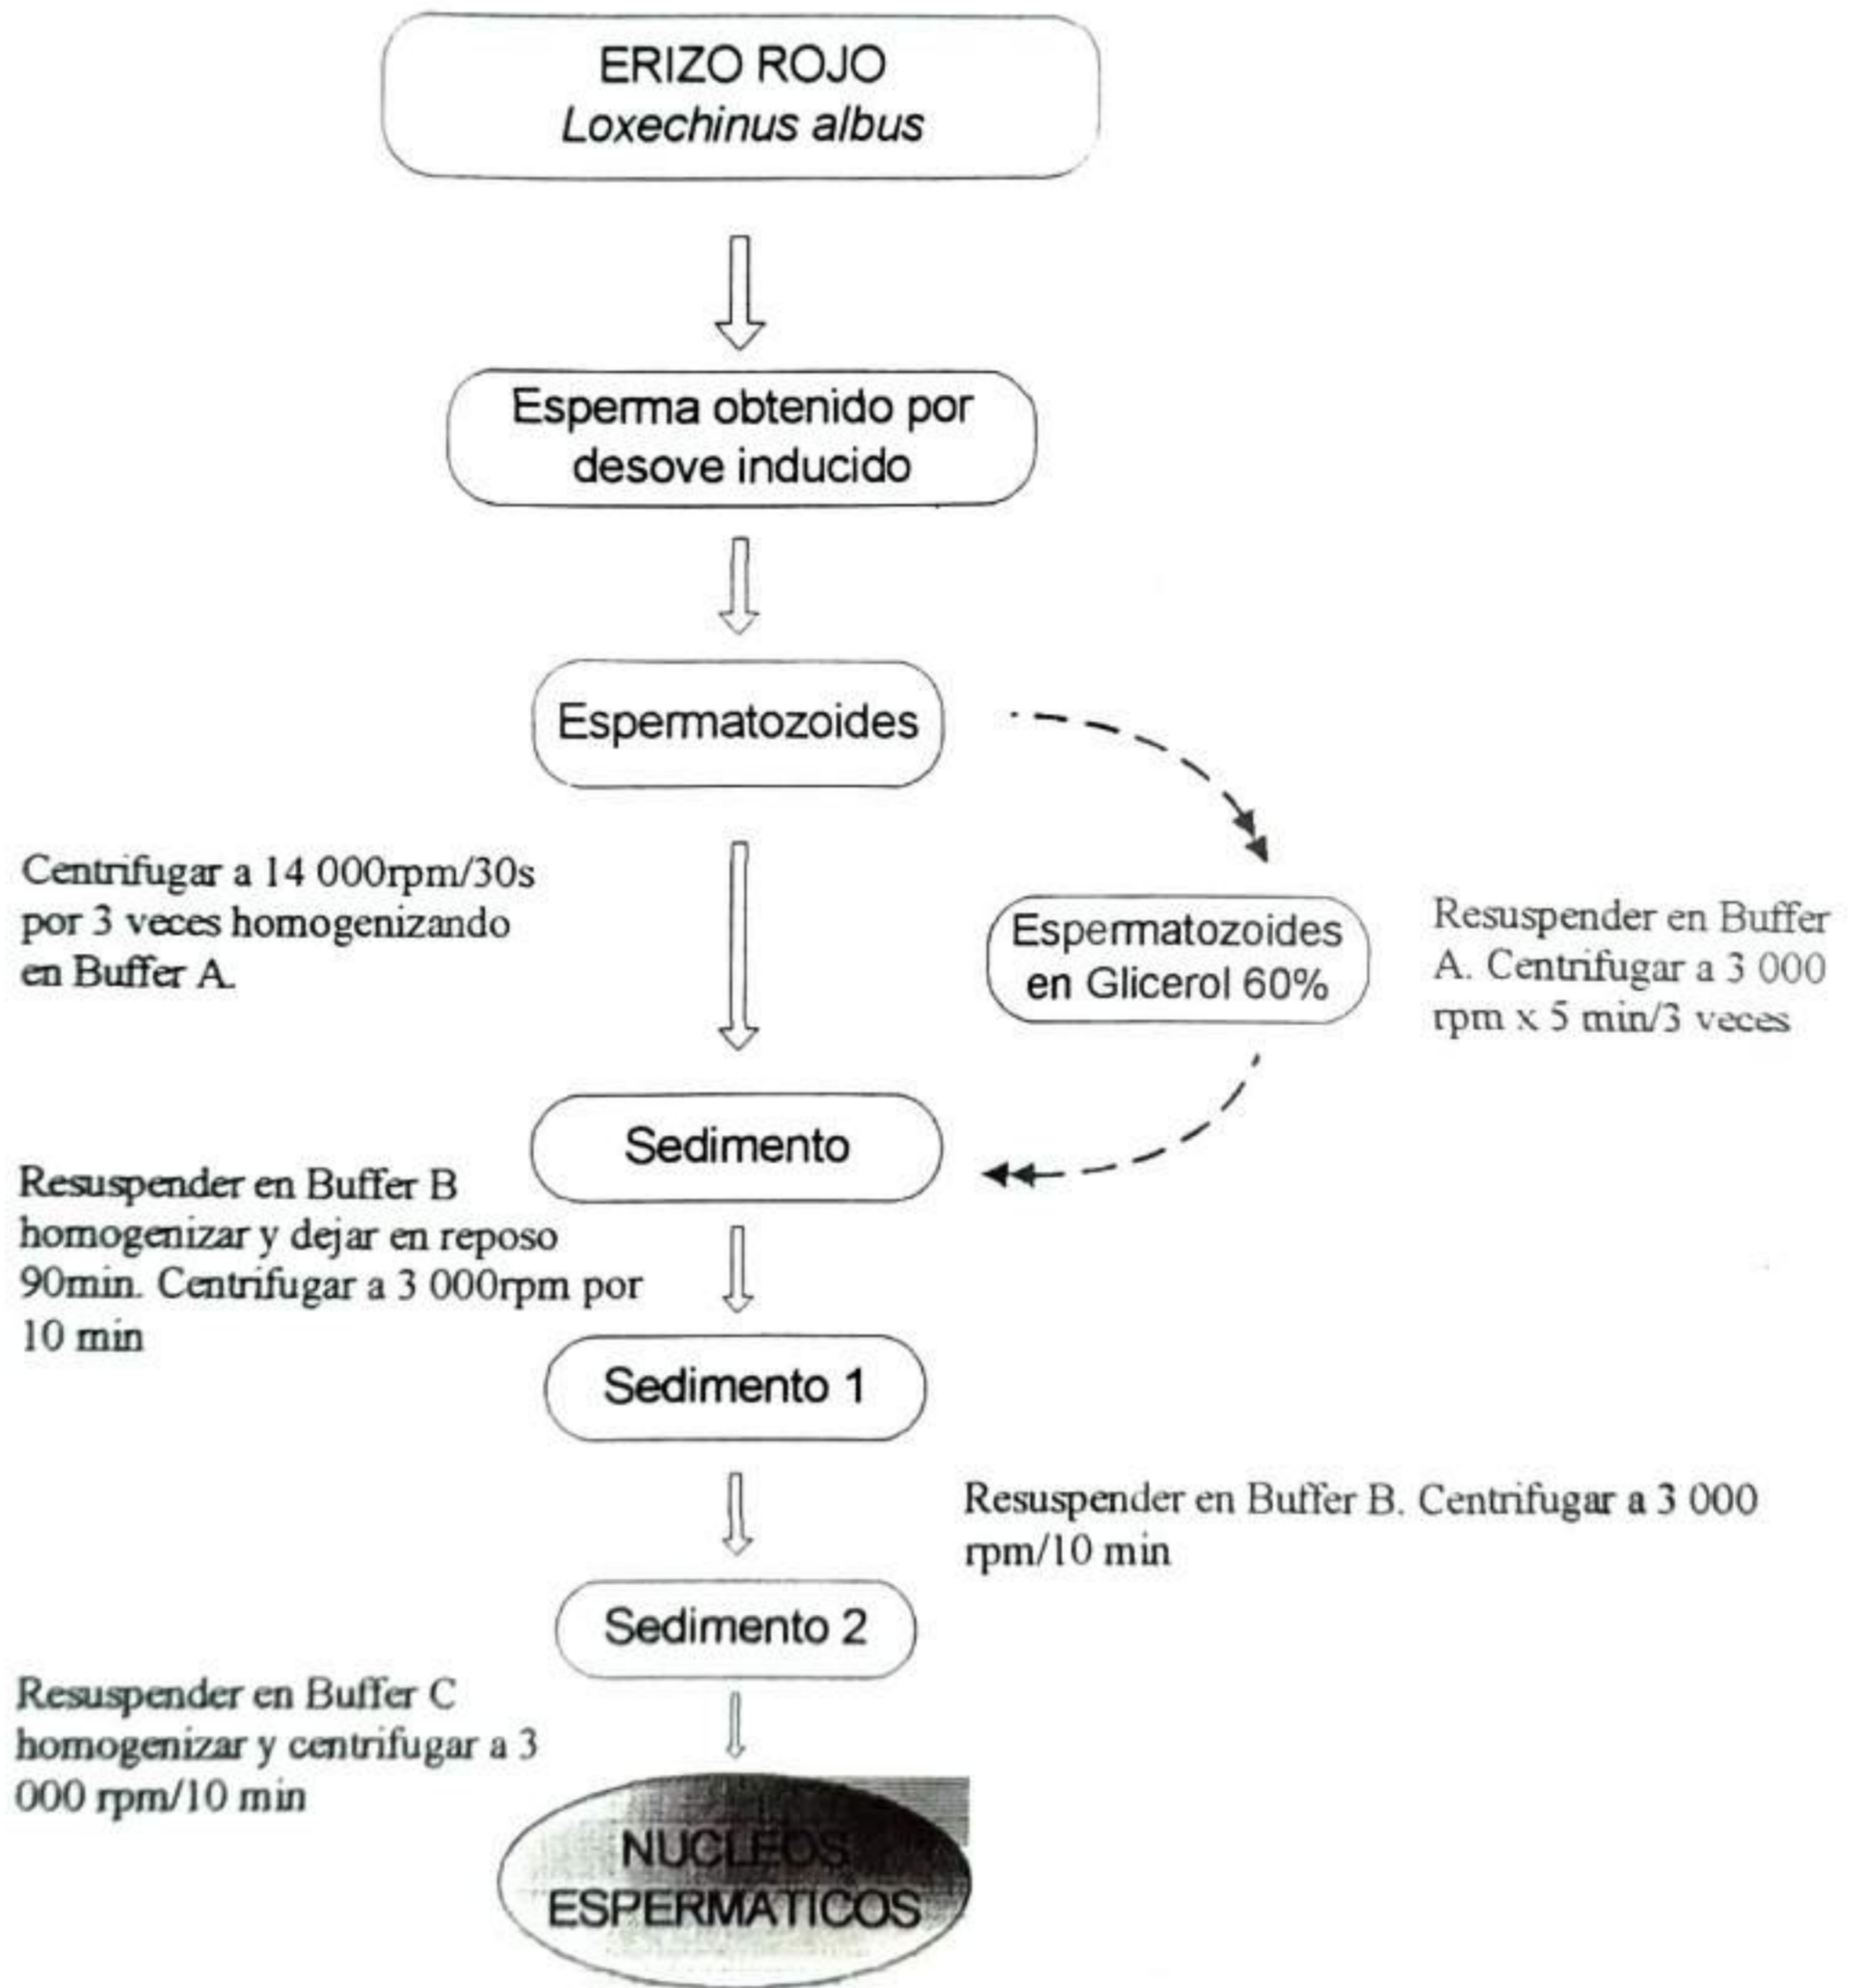 ERIZO ROJO
Loxechinus albus
Esperma obtenido por
desove inducido
Espermatozoides
Centrifugar a 14 000rpm/30s
por 3 veces homogenizando
en Buffer A.
Espermatozoides
en Glicerol 60%
Resuspender en Buffer
A. Centrifugar a 3 000
rpm x 5 min/3 veces
Sedimento
Resuspender en Buffer B
homogenizar y dejar en reposo
90min. Centrifugar a 3 000rpm por
10 min
Sedimento 1
Resuspender en Buffer B. Centrifugar a 3 000
rpm/10 min
Sedimento 2
Resuspender en Buffer C
homogenizar y centrifugar a 3
000 rpm/10 min
NUCLEOS
ESPERMATICOS